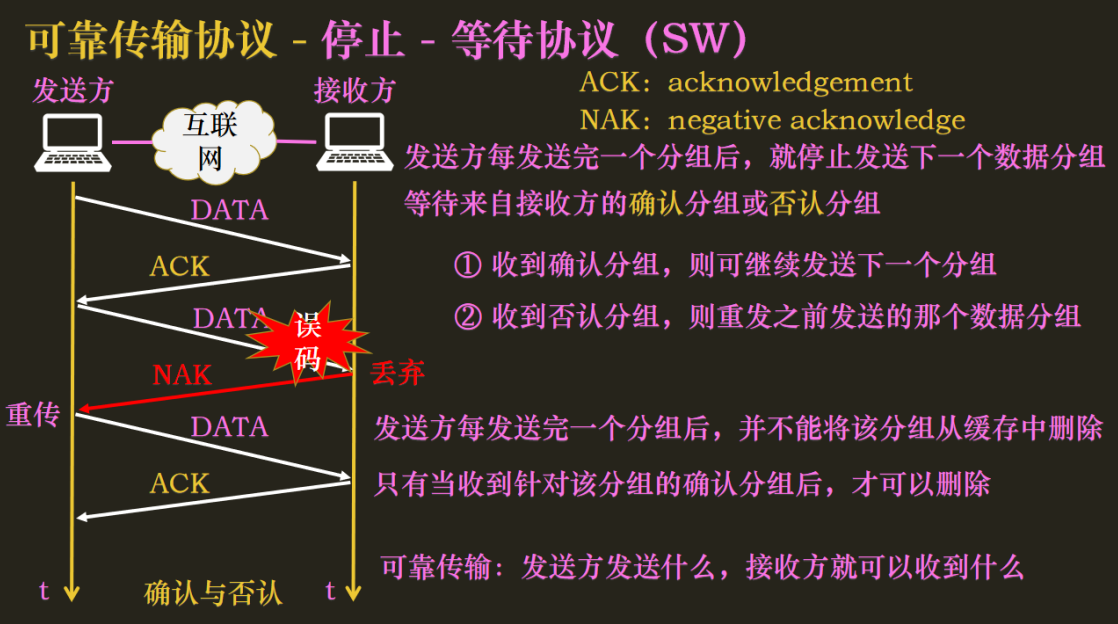 可靠传输协议 - 停止 - 等待协议（SW）
发送方
接收方
互联
网
ACK：acknowledgement
NAK：negative acknowledge
发送方每发送完一个分组后，就停止发送下一个数据分组
等待来自接收方的确认分组或否认分组
DATA
ACK
① 收到确认分组，则可继续发送下一个分组
DATA
误
码
② 收到否认分组，则重发之前发送的那个数据分组
NAK
丢弃
重传
DATA
发送方每发送完一个分组后，并不能将该分组从缓存中删除
ACK
只有当收到针对该分组的确认分组后，才可以删除
可靠传输：发送方发送什么，接收方就可以收到什么
t
确认与否认
t